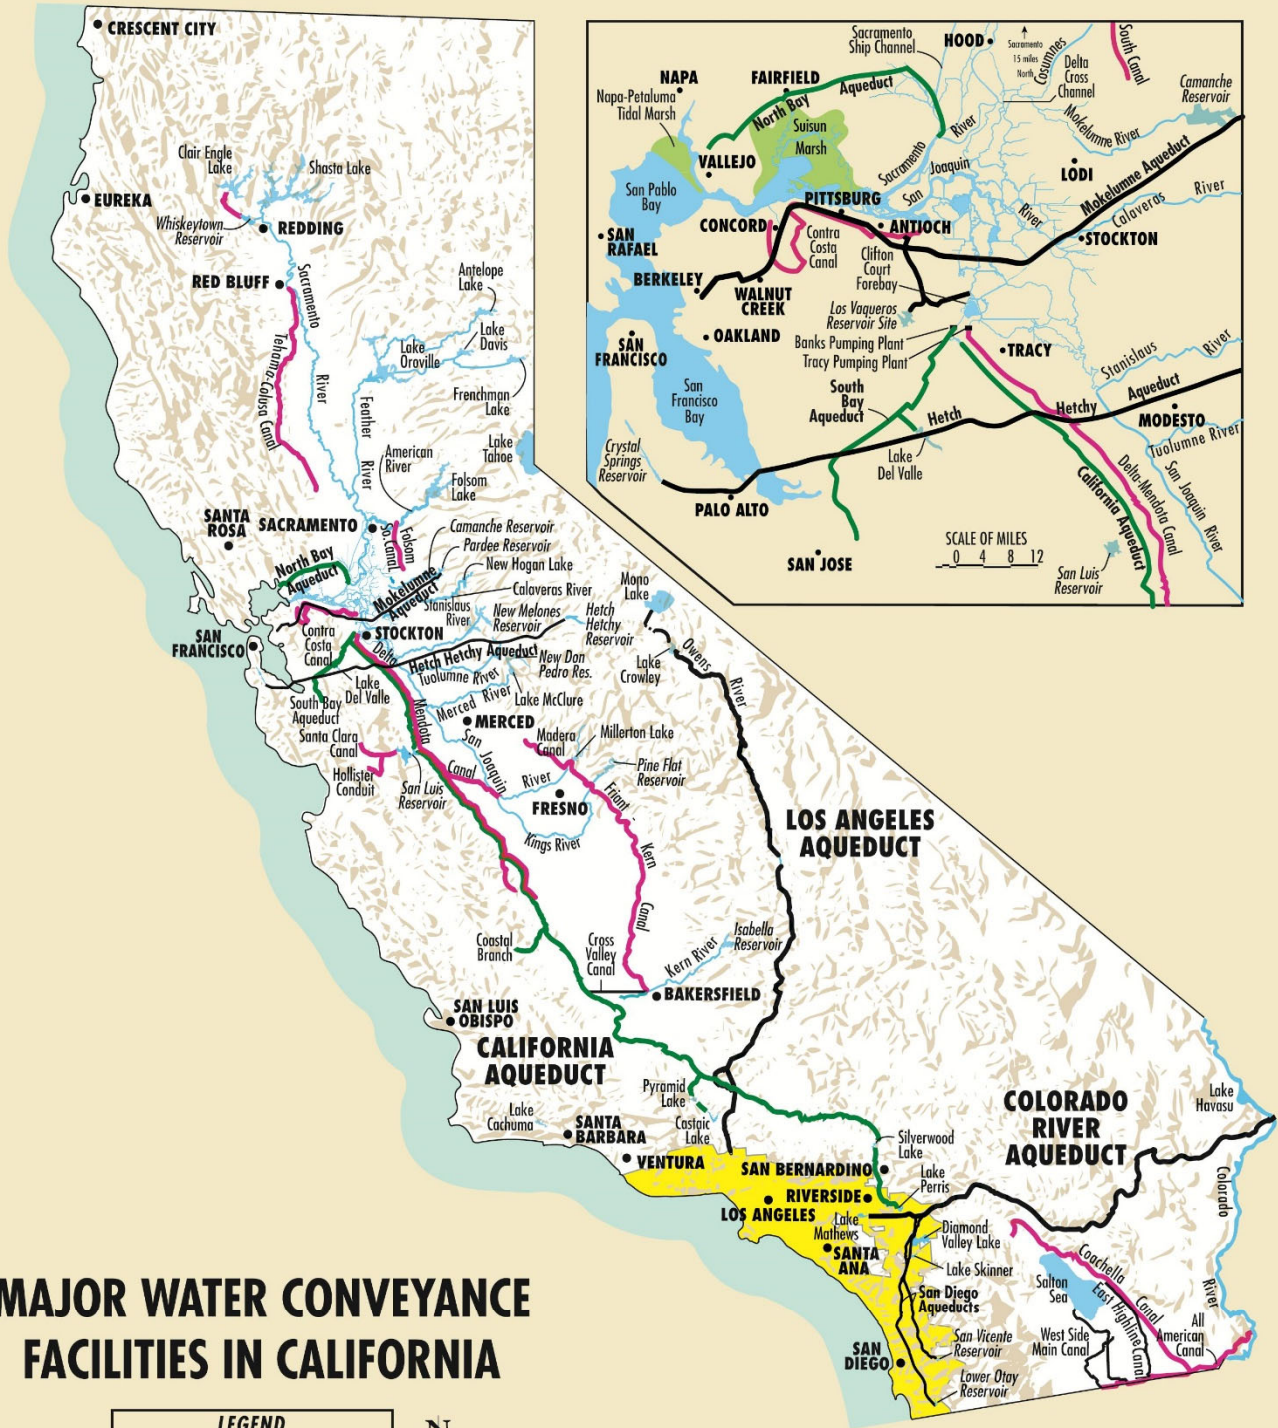 CRESCENT CITY
Clair Engle
Lake
Shasta Lake
EUREKA
Whiskeytown
Reservoir
REDDING
RED BLUFF
Sacramento
River
Tehama-Colusa Canal
Antelope
Lake
Lake
Davis
Lake
Oroville
Frenchman
Lake
Feather
River
Lake
Tahoe
American
River
Folsom
Lake
SANTA
ROSA
SACRAMENTO
Folsom
So. Canal
Camanche Reservoir
Pardee Reservoir
North Bay
Aqueduct
Mokelumne
Aqueduct
New Hogan Lake
Calaveras River
Stanislaus
River
New Melones
Reservoir
Hetch
Hetchy
Reservoir
Mono
Lake
SAN
FRANCISCO
Contra
Costa
Canal
STOCKTON
Delta
Mendota
Canal
Hetch Hetchy Aqueduct
Tuolumne River
New Don
Pedro Res.
Lake
Crowley
Owens
River
Lake
Del Valle
South Bay
Aqueduct
Merced River
Lake McClure
MERCED
Santa Clara
Canal
Hollister
Conduit
San Luis
Reservoir
San Joaquin
River
Madera
Canal
Millerton Lake
Pine Flat
Reservoir
FRESNO
Friant -
Kern
Canal
Kings River
LOS ANGELES
AQUEDUCT
Coastal
Branch
Cross
Valley
Canal
Kern River
Isabella
Reservoir
BAKERSFIELD
SAN LUIS
OBISPO
CALIFORNIA
AQUEDUCT
Pyramid
Lake
Castaic
Lake
Lake
Cachuma
SANTA
BARBARA
VENTURA
COLORADO
RIVER
AQUEDUCT
Lake
Havasu
Silverwood
Lake
SAN BERNARDINO
Lake
Perris
RIVERSIDE
LOS ANGELES
Lake
Mathews
Diamond
Valley Lake
SANTA
ANA
Lake Skinner
San Diego
Aqueducts
Colorado
River
Coachella
Canal
Salton
Sea
East Highline Canal
West Side
Main Canal
All
American
Canal
San Vicente
Reservoir
SAN
DIEGO
Lower Otay
Reservoir
Sacramento
Ship Channel
HOOD
Sacramento
15 miles
North
Cosumnes
Delta
Cross
Channel
South Canal
Camanche
Reservoir
NAPA
FAIRFIELD
Napa-Petaluma
Tidal Marsh
North Bay
Aqueduct
Suisun
Marsh
Mokelumne River
Sacramento
River
San
Joaquin
River
LODI
Mokelumne Aqueduct
VALLEJO
San Pablo
Bay
Calaveras
River
PITTSBURG
SAN
RAFAEL
CONCORD
ANTIOCH
STOCKTON
Contra
Costa
Canal
Clifton
Court
Forebay
BERKELEY
WALNUT
CREEK
Los Vaqueros
Reservoir Site
Banks Pumping Plant
Tracy Pumping Plant
SAN
FRANCISCO
OAKLAND
TRACY
Stanislaus
River
San
Francisco
Bay
South
Bay
Aqueduct
Hetch
Hetchy
Aqueduct
MODESTO
Tuolumne River
Crystal
Springs
Reservoir
Lake
Del Valle
Delta-Mendota Canal
California Aqueduct
San Joaquin River
PALO ALTO
SAN JOSE
SCALE OF MILES
0 4 8 12
San Luis
Reservoir
MAJOR WATER CONVEYANCE
FACILITIES IN CALIFORNIA
LEGEND
N